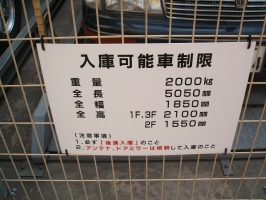 入庫可能車制限
重量 2000kg
全長 5050mm
全幅 1850mm
全高 1F.3F 2100mm
2F 1550mm
(注意事項)
1.必ず「後進入庫」のこと
2.アンテナ、ドアミラーは格納して入庫のこと